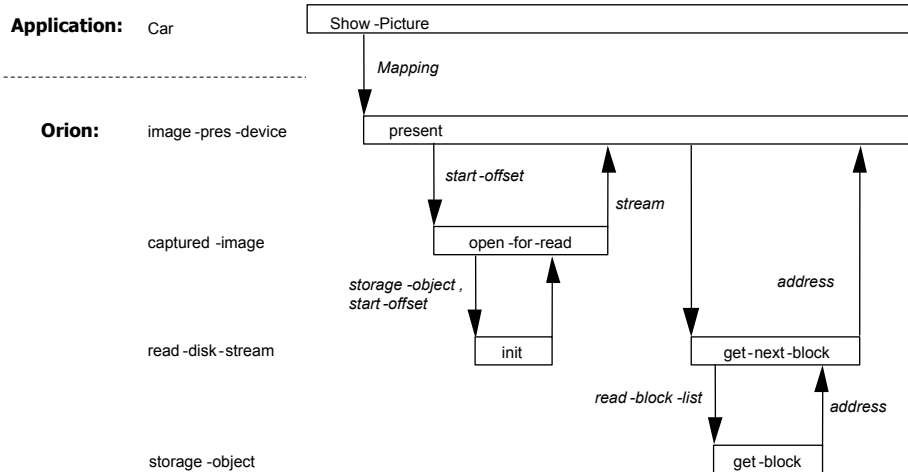 Application: Car Show-Picture
Mapping
Orion: image-pres-device present
start-offset
stream
captured-image open-for-read
storage-object,
start-offset
address
read-disk-stream init get-next-block
read-block-list
address
storage-object get-block